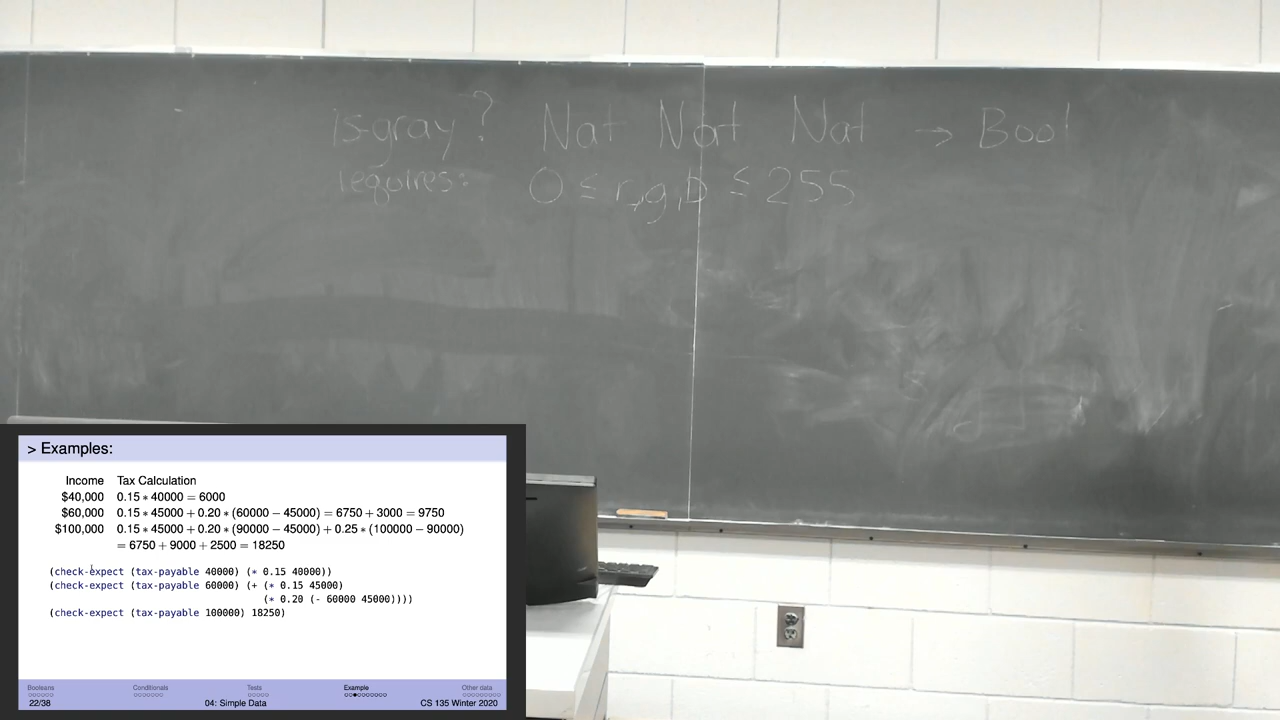 is-gray? Nat Nat Nat → Bool
requires: 0 ≤ r,g,b ≤ 255
> Examples:
Income Tax Calculation
$40,000 0.15 ∗ 40000 = 6000
$60,000 0.15 ∗ 45000 + 0.20 ∗ (60000 − 45000) = 6750 + 3000 = 9750
$100,000 0.15 ∗ 45000 + 0.20 ∗ (90000 − 45000) + 0.25 ∗ (100000 − 90000)
= 6750 + 9000 + 2500 = 18250
(check-expect (tax-payable 40000) (* 0.15 40000))
(check-expect (tax-payable 60000) (+ (* 0.15 45000)
(* 0.20 (- 60000 45000))))
(check-expect (tax-payable 100000) 18250)
Booleans Conditionals Tests Example Other data
22/38 04: Simple Data CS 135 Winter 2020